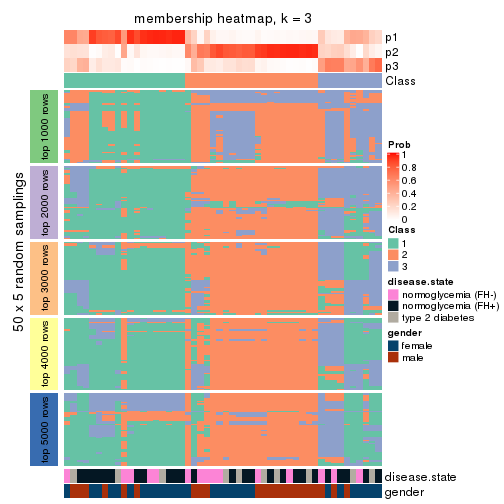 membership heatmap, k = 3
p1
p2
p3
Class
50 x 5 random samplings
top 1000 rows
top 2000 rows
top 3000 rows
top 4000 rows
top 5000 rows
Prob
1
0.8
0.6
0.4
0.2
0
Class
1
2
3
disease.state
normoglycemia (FH-)
normoglycemia (FH+)
type 2 diabetes
gender
female
male
disease.state
gender